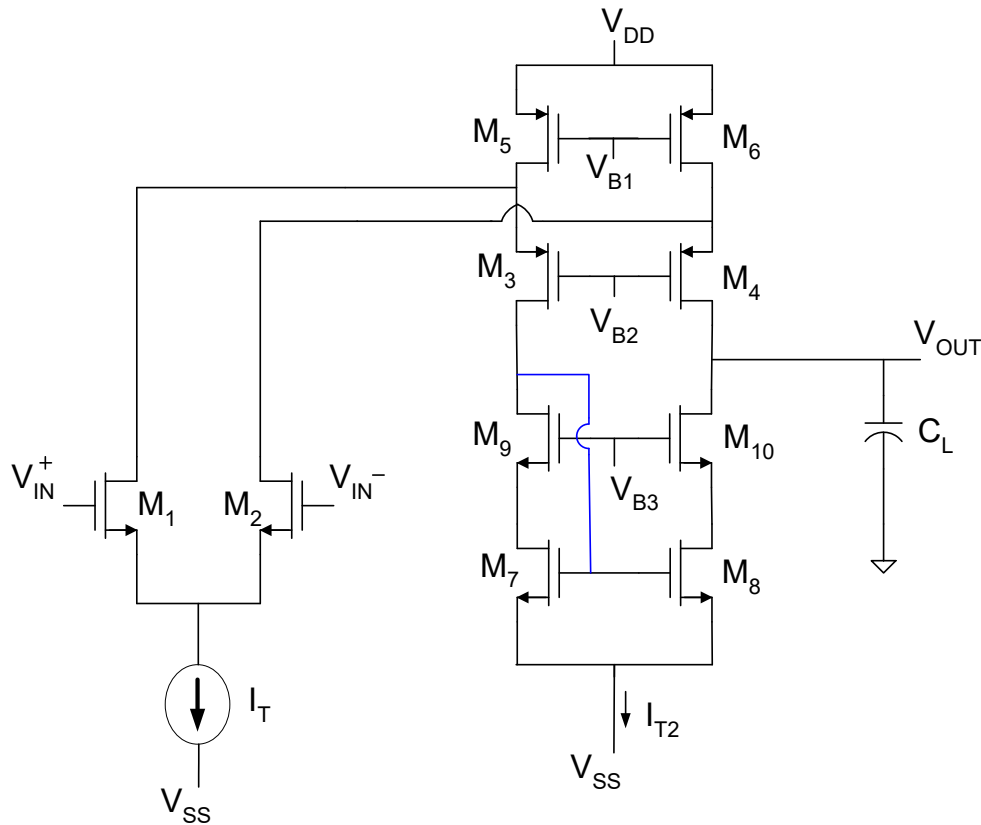 V_DD
M_5
M_6
V_B1
M_3
M_4
V_B2
V_OUT
M_9
M_10
C_L
V_IN^+
M_1
M_2
V_IN^−
V_B3
M_7
M_8
I_T
I_T2
V_SS
V_SS